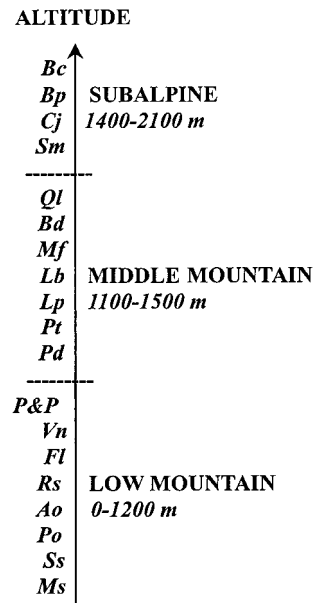 ALTITUDE
Bc
Bp SUBALPINE
Cj 1400-2100 m
Sm
Ql
Bd
Mf
Lb MIDDLE MOUNTAIN
Lp 1100-1500 m
Pt
Pd
P&P
Vn
Fl
Rs LOW MOUNTAIN
Ao 0-1200 m
Po
Ss
Ms